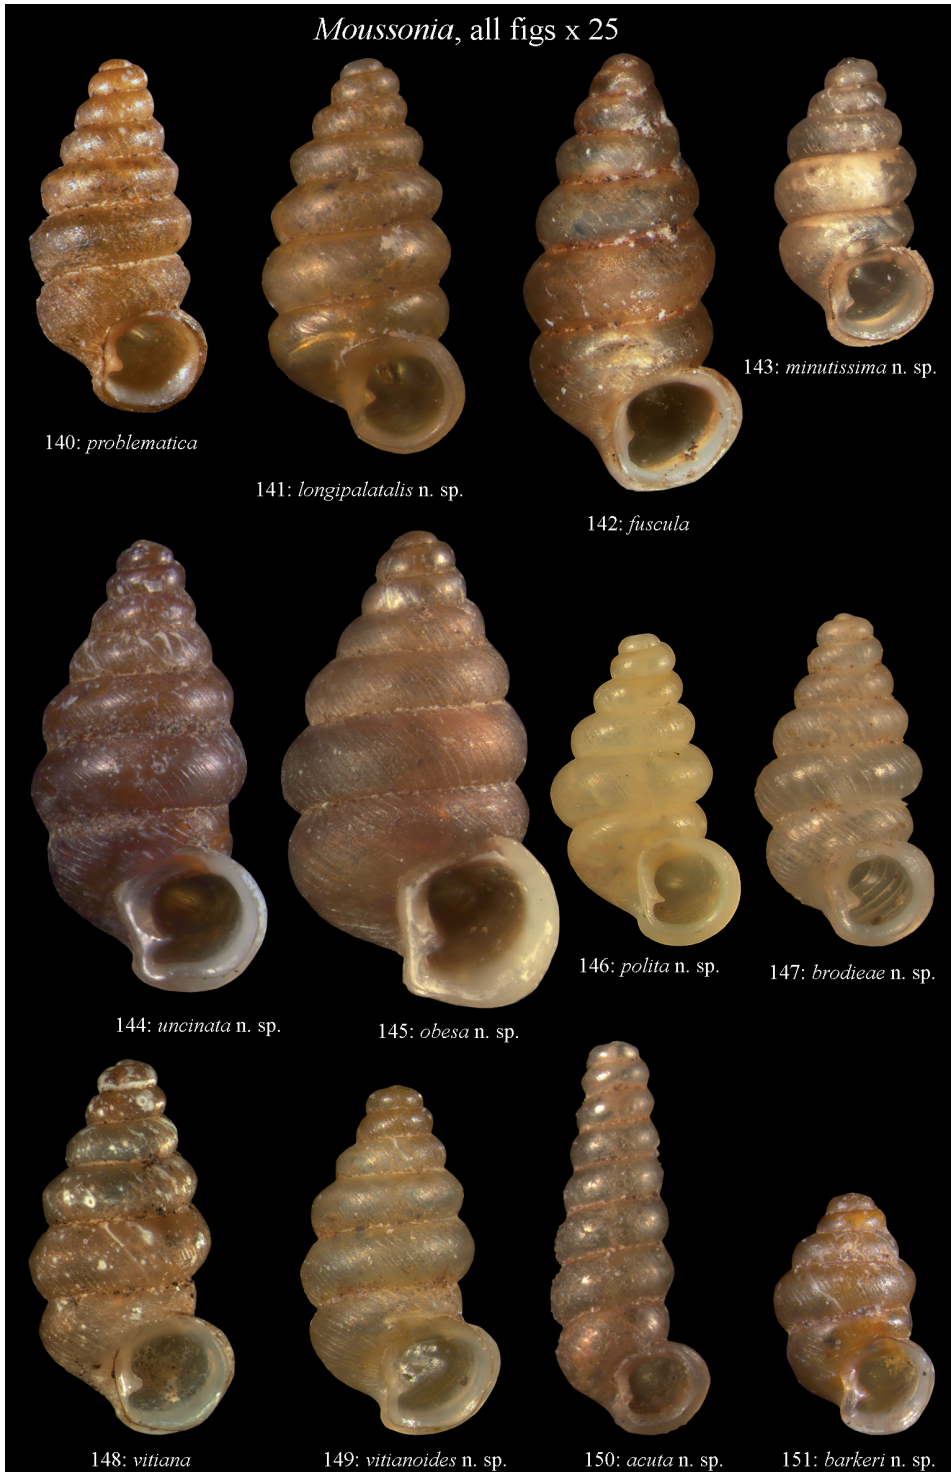 Moussonia, all figs x 25
140: problematica
141: longipalatalis n. sp.
142: fuscula
143: minutissima n. sp.
144: uncinata n. sp.
145: obesa n. sp.
146: polita n. sp.
147: brodieae n. sp.
148: vitiana
149: vitianoides n. sp.
150: acuta n. sp.
151: barkeri n. sp.